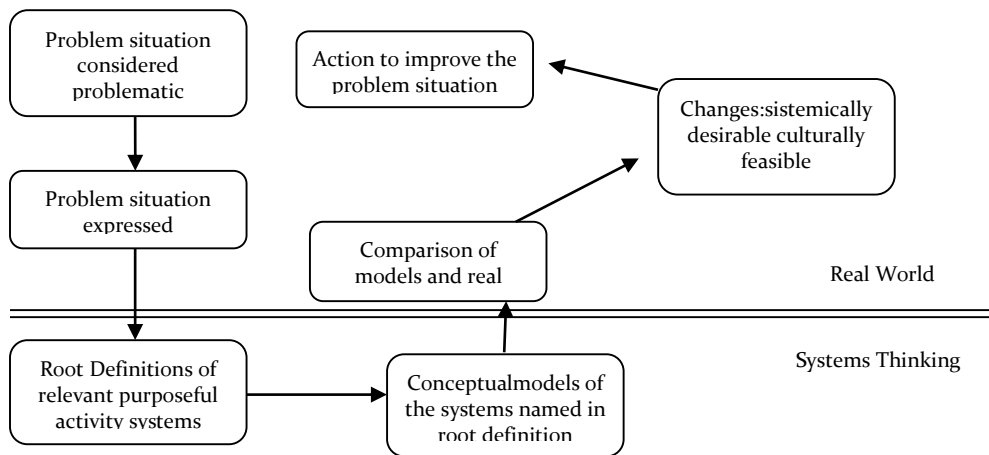 Problem situation
considered
problematic
Problem situation
expressed
Root Definitions of
relevant purposeful
activity systems
Conceptualmodels of
the systems named in
root definition
Comparison of
models and real
Changes:sistemically
desirable culturally
feasible
Action to improve the
problem situation
Real World
Systems Thinking